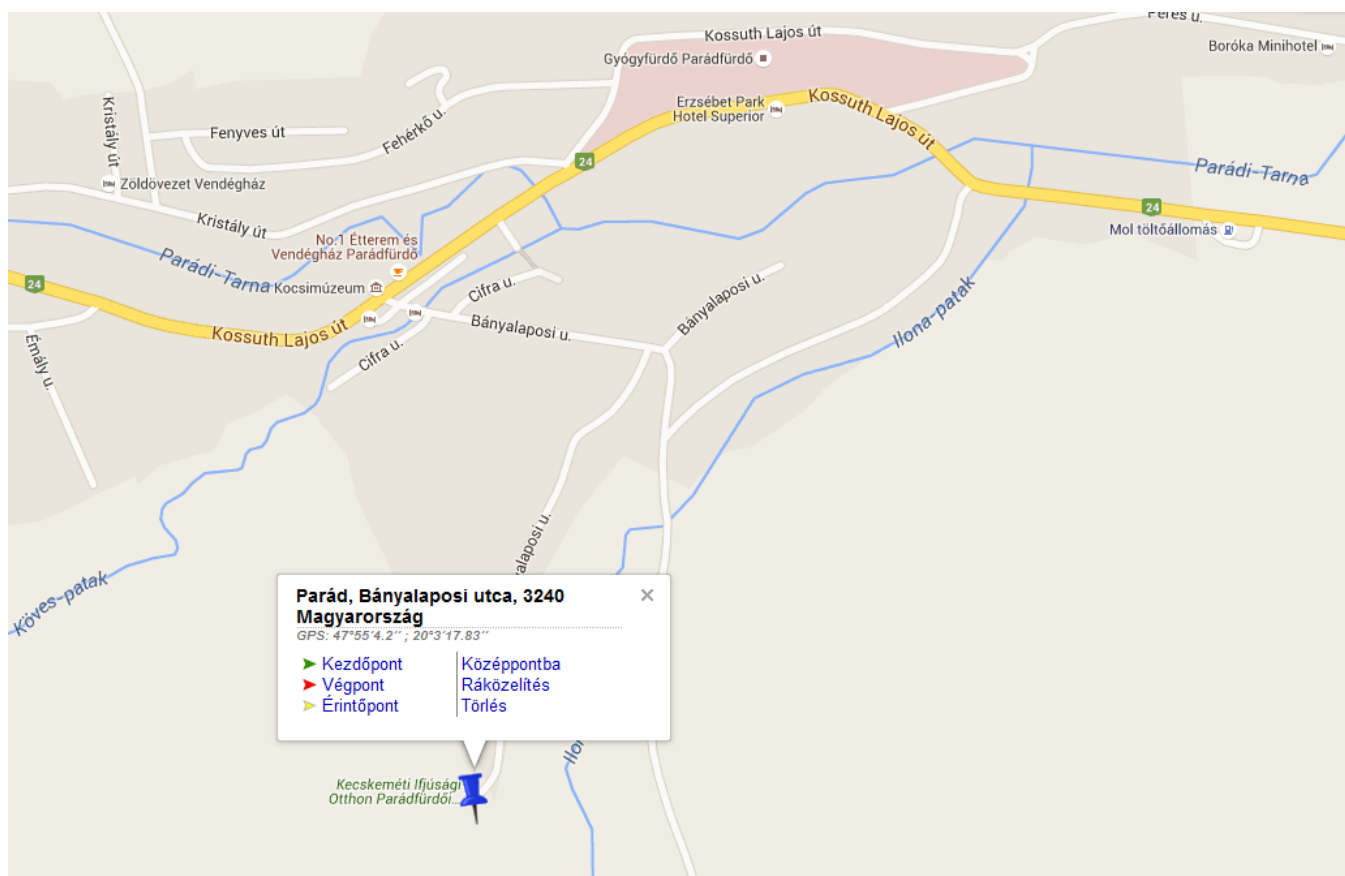 Peres u.
Kossuth Lajos út
Boróka Minihotel
Gyógyfürdő Parádfürdő
Kristály út
Erzsébet Park
Hotel Superior
Kossuth Lajos út
Fenyves út
Fehérkő u.
24
Parádi-Tarna
Zöldövezet Vendégház
24
Kristály út
Mol töltőállomás
No.1 Étterem és
Vendégház Parádfürdő
Parádi-Tarna
24
Kocsimúzeum
Cifra u.
Bányalaposi u.
Ilona-patak
Kossuth Lajos út
Bányalaposi u.
Émály u.
Cifra u.
alaposi u.
Köves-patak
Parád, Bányalaposi utca, 3240
Magyarország
GPS: 47°55'4.2'' ; 20°3'17.83''
Kezdőpont
Középpontba
Végpont
Ráközelítés
Érintőpont
Törlés
Ilo
Kecskeméti Ifjúsági
Otthon Parádfürdői...